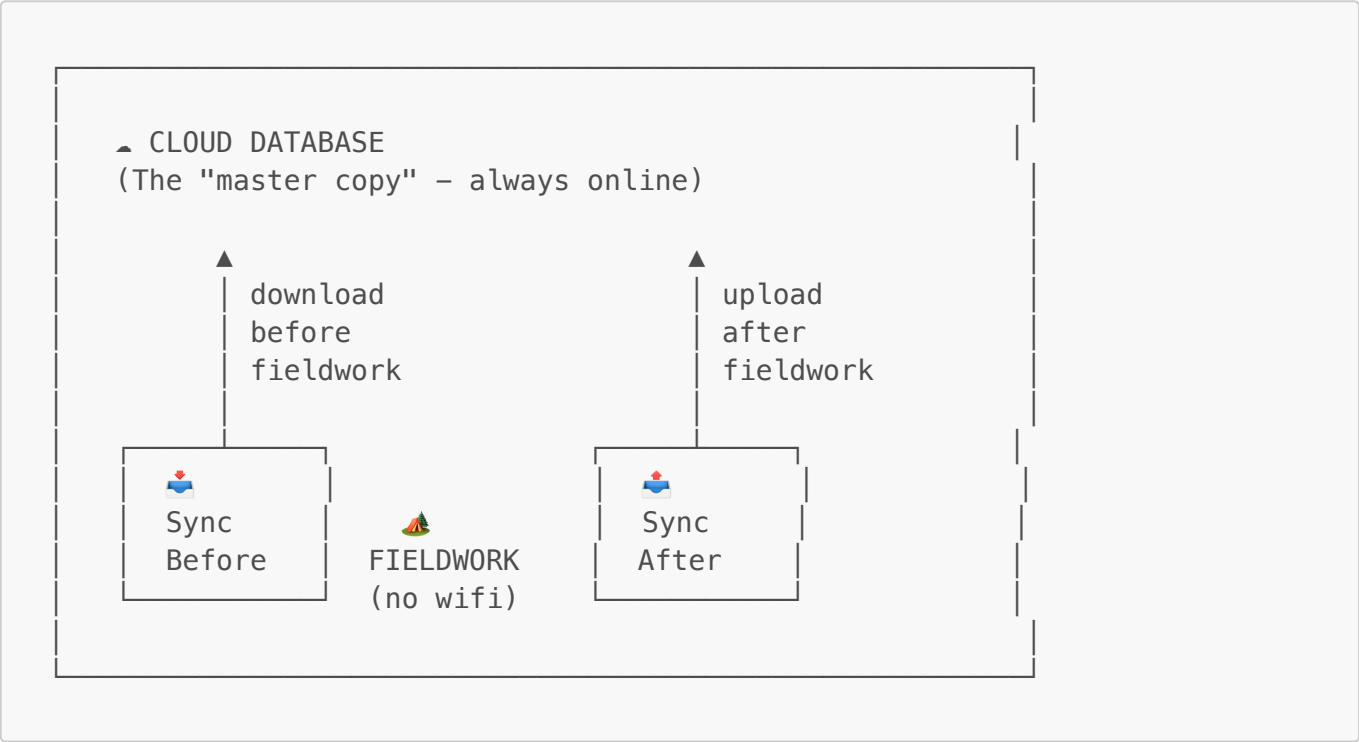 ☁ CLOUD DATABASE
(The "master copy" – always online)
download
before
fieldwork
upload
after
fieldwork
Sync
Before
FIELDWORK
(no wifi)
Sync
After